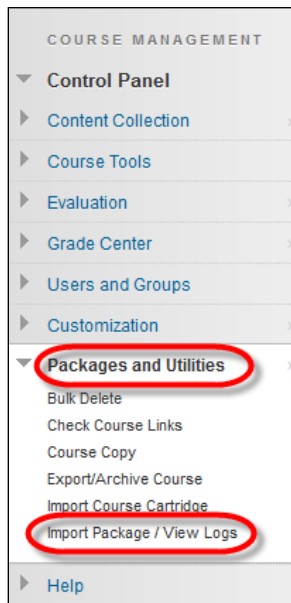 COURSE MANAGEMENT
Control Panel
Content Collection
Course Tools
Evaluation
Grade Center
Users and Groups
Customization
Packages and Utilities
Bulk Delete
Check Course Links
Course Copy
Export/Archive Course
Import Course Cartridge
Import Package / View Logs
Help